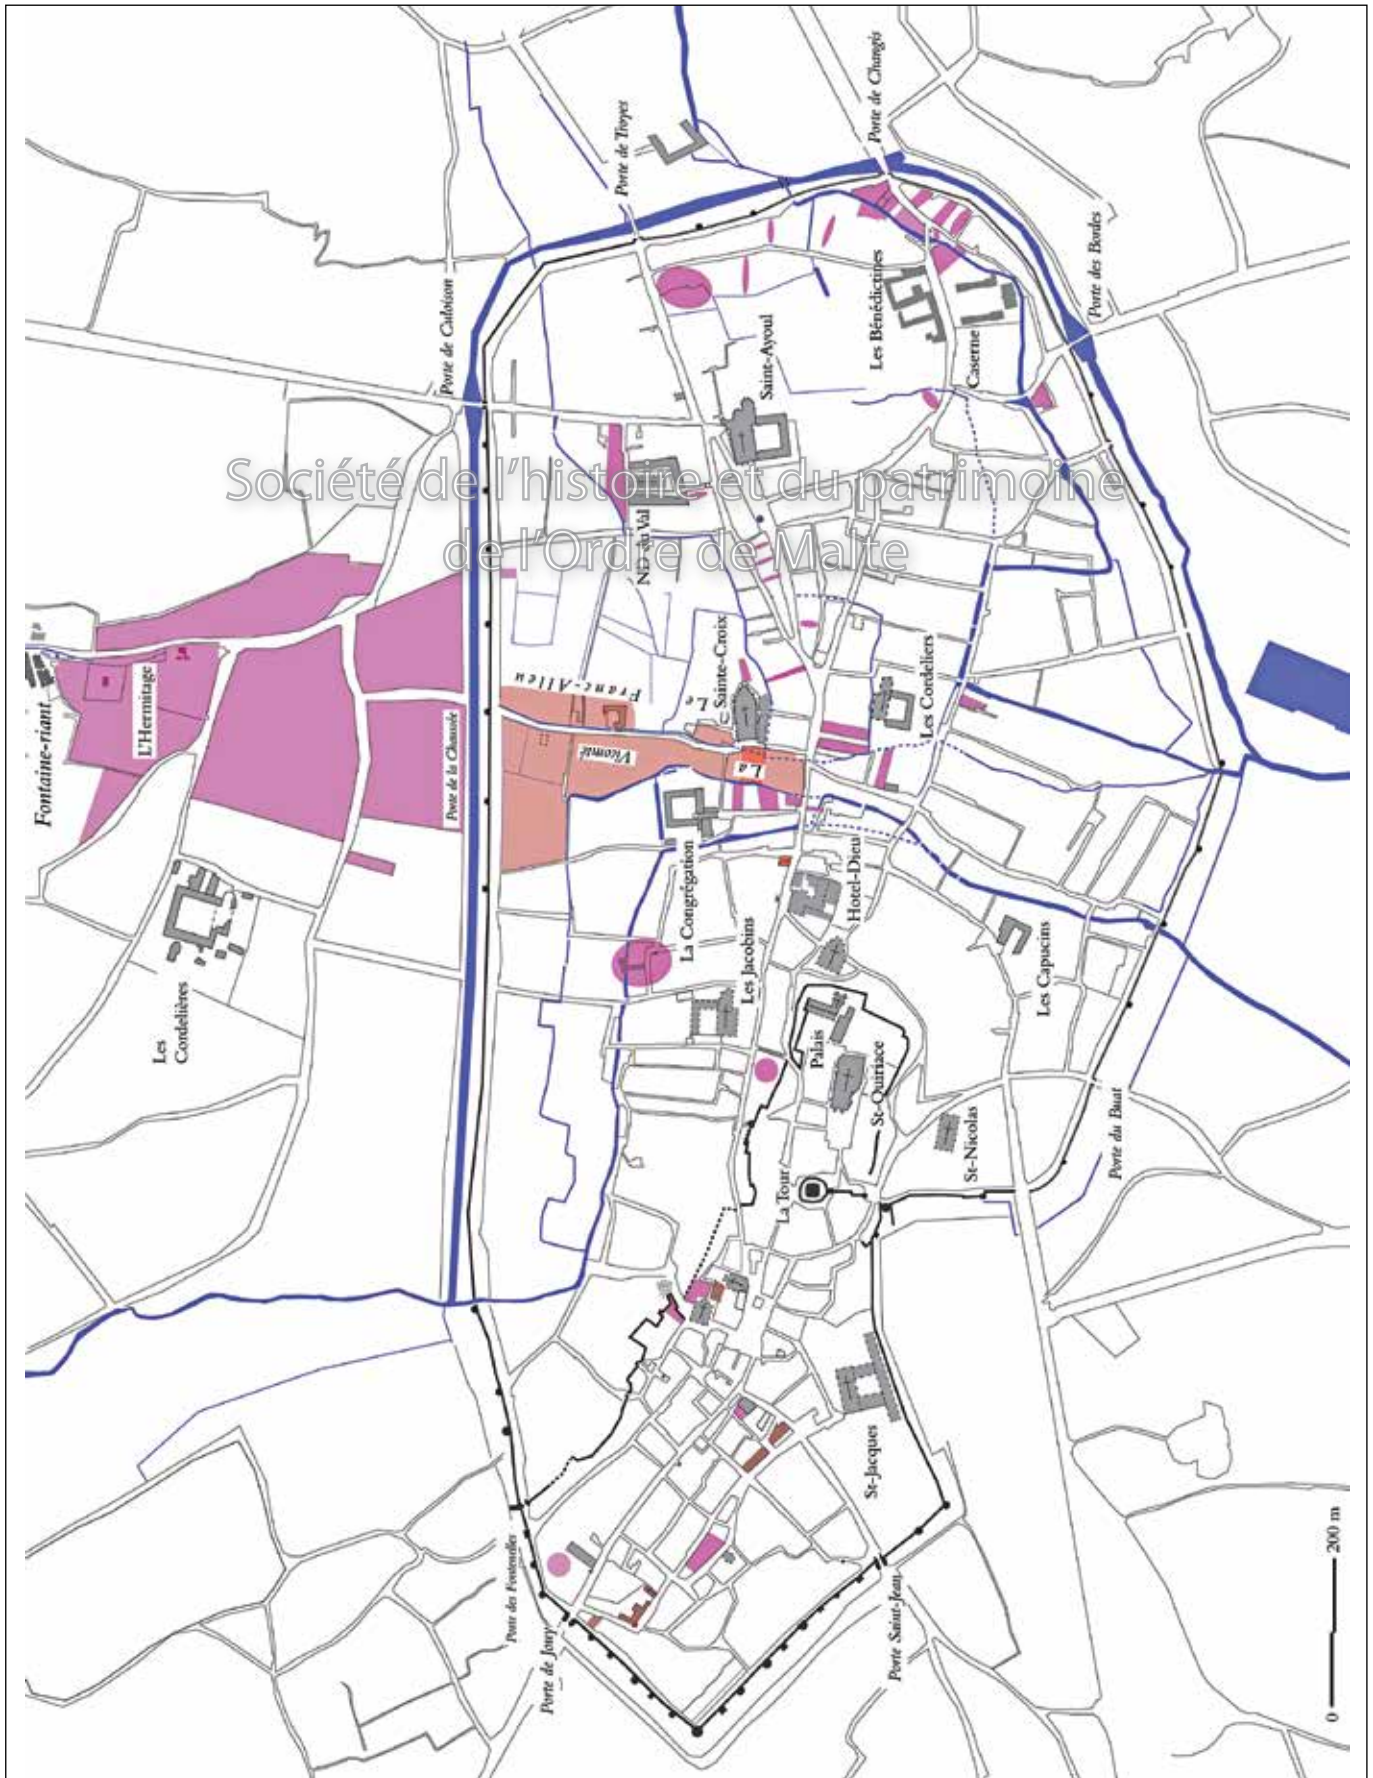 Société de l'histoire et du patrimoine
de l'Ordre de Malte
Fontaine-riant
L'Hermitage
Les
Cordelières
Porte de la Chaussée
Porte de Culoison
Porte de Troyes
Porte de Changis
Porte des Bordes
Porte du Buat
Porte Saint-Jean
Porte de Jouy
Porte des Fontenelles
Le Franc-Alleu
La Vicomté
ND du Val
Sainte-Croix
Saint-Ayoul
Les Bénédictines
Caserne
Les Cordeliers
La Congrégation
Les Jacobins
Hotel-Dieu
Les Capucins
Palais
St-Quiriace
La Tour
St-Nicolas
St-Jacques
0 200 m